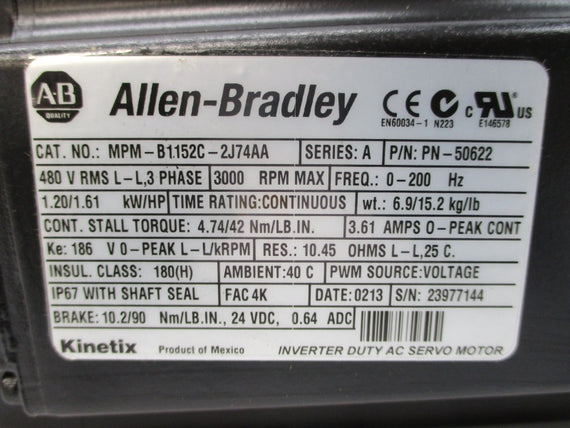 AB QUALITY
Allen-Bradley
CE
EN60034-1 N223
c RU US
E146578
CAT. NO.: MPM-B1152C-2J74AA SERIES: A P/N: PN-50622
480 V RMS L-L,3 PHASE 3000 RPM MAX FREQ.: 0-200 Hz
1.20/1.61 kW/HP TIME RATING:CONTINUOUS wt.: 6.9/15.2 kg/lb
CONT. STALL TORQUE: 4.74/42 Nm/LB.IN. 3.61 AMPS 0-PEAK CONT
Ke: 186 V 0-PEAK L-L/kRPM RES.: 10.45 OHMS L-L,25 C.
INSUL. CLASS: 180(H) AMBIENT:40 C PWM SOURCE:VOLTAGE
IP67 WITH SHAFT SEAL FAC 4K DATE:0213 S/N: 23977144
BRAKE: 10.2/90 Nm/LB.IN., 24 VDC, 0.64 ADC
Kinetix Product of Mexico INVERTER DUTY AC SERVO MOTOR